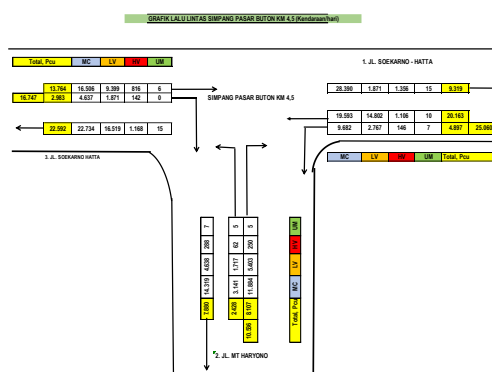 GRAFIK LALU LINTAS SIMPANG PASAR BUTON KM 4,5 (Kendaraan/hari)
Total, Pcu MC LV HV UM
1. JL. SOEKARNO - HATTA
13.764 16.506 9.399 816 6
16.747 2.983 4.637 1.871 142 0
SIMPANG PASAR BUTON KM 4,5
28.390 1.871 1.356 15 9.319
19.593 14.802 1.106 10 20.163
9.682 2.767 146 7 4.897 25.060
22.592 22.734 16.519 1.168 15
3. JL. SOEKARNO HATTA
MC LV HV UM Total, Pcu
7.880 14.319 4.638 288 7
2.428 3.141 1.717 62 5
10.536 8.107 11.884 5.403 250 5
Total, Pcu MC LV HV UM
2. JL. MT HARYONO